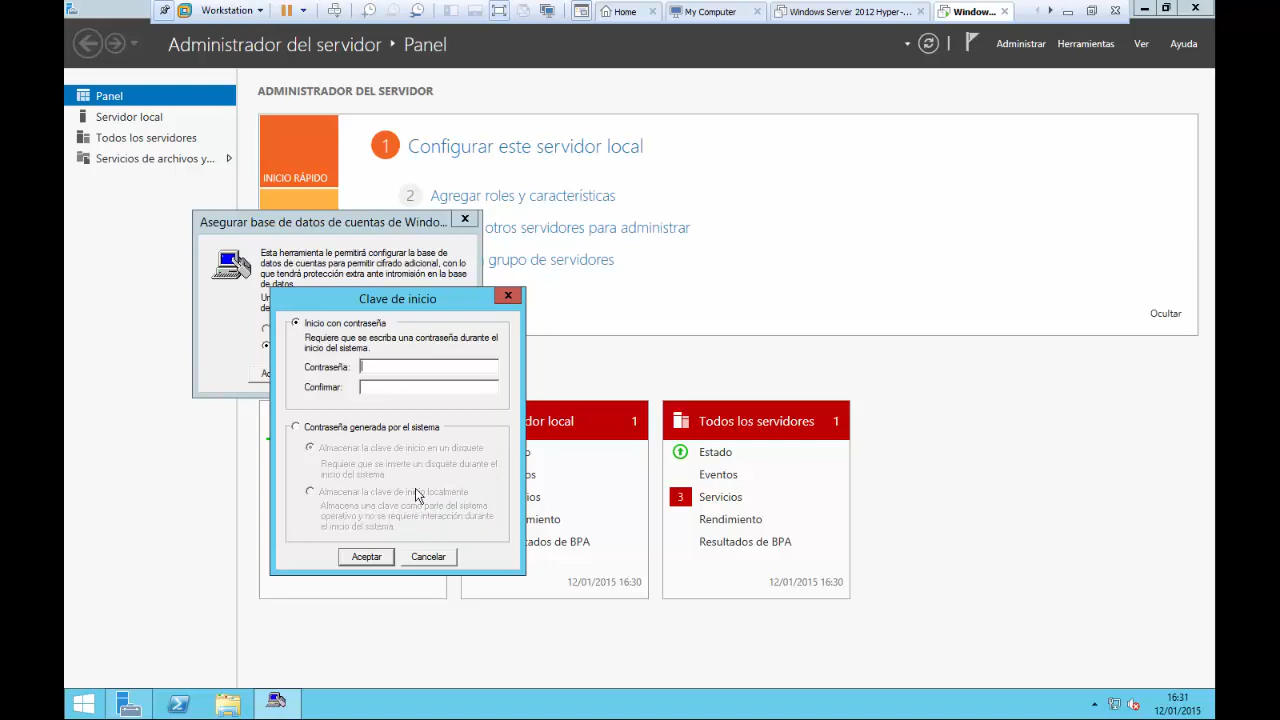 Workstation
Home
My Computer
Windows Server 2012 Hyper-...
Window...
Administrador del servidor
Panel
Administrar
Herramientas
Ver
Ayuda
Panel
Servidor local
Todos los servidores
Servicios de archivos y...
ADMINISTRADOR DEL SERVIDOR
INICIO RÁPIDO
1 Configurar este servidor local
2 Agregar roles y características
otros servidores para administrar
grupo de servidores
Ocultar
Asegurar base de datos de cuentas de Windo...
Esta herramienta le permitirá configurar la base
de datos de cuentas para permitir cifrado adicional, con lo
que tendrá protección extra ante intromisión en la base
de datos.
Un
de
Clave de inicio
Inicio con contraseña
Requiere que se escriba una contraseña durante el
inicio del sistema.
Contraseña:
Confirmar:
Contraseña generada por el sistema
Almacenar la clave de inicio en un disquete
Requiere que se inserte un disquete durante el
inicio del sistema.
Almacenar la clave de inicio localmente
Almacena una clave como parte del sistema
operativo y no se requiere interacción durante
el inicio del sistema.
Aceptar
Cancelar
dor local 1
os
ios
imiento
ados de BPA
12/01/2015 16:30
Todos los servidores 1
Estado
Eventos
3 Servicios
Rendimiento
Resultados de BPA
12/01/2015 16:30
16:31
12/01/2015